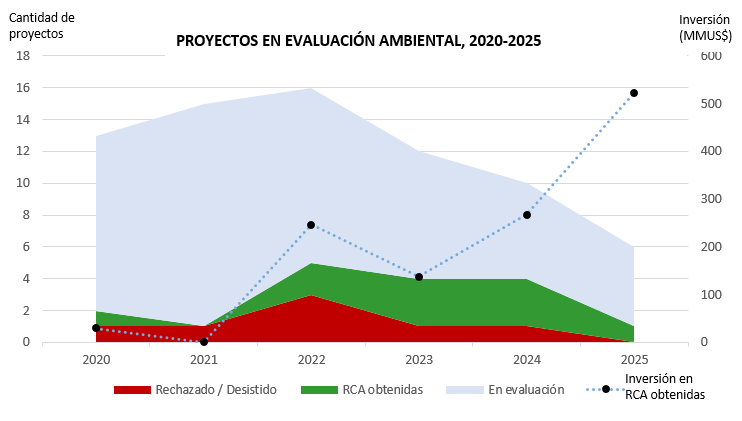 Cantidad de
proyectos
Inversión
(MMUS$)
PROYECTOS EN EVALUACIÓN AMBIENTAL, 2020-2025
18
16
14
12
10
8
6
4
2
0
600
500
400
300
200
100
0
2020
2021
2022
2023
2024
2025
Rechazado / Desistido
RCA obtenidas
En evaluación
Inversión en
RCA obtenidas